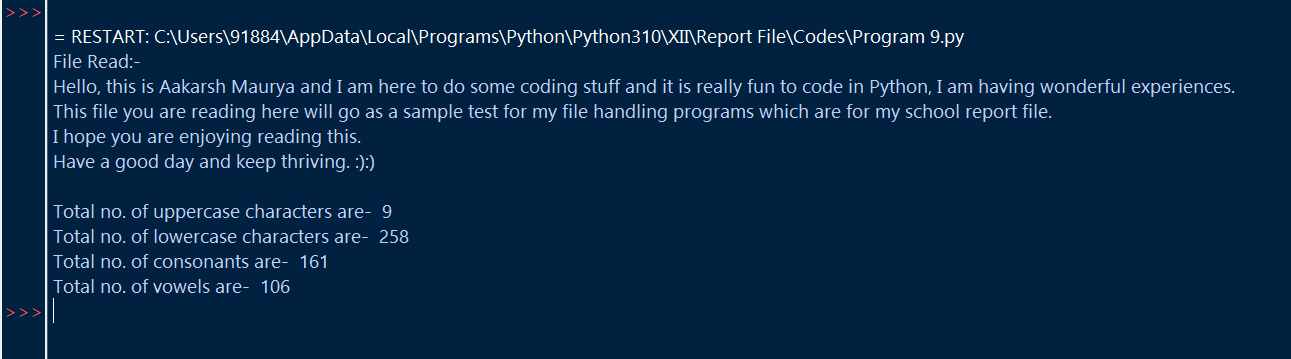 >>>
= RESTART: C:\Users\91884\AppData\Local\Programs\Python\Python310\XII\Report File\Codes\Program 9.py
File Read:-
Hello, this is Aakarsh Maurya and I am here to do some coding stuff and it is really fun to code in Python, I am having wonderful experiences.
This file you are reading here will go as a sample test for my file handling programs which are for my school report file.
I hope you are enjoying reading this.
Have a good day and keep thriving. :):)
Total no. of uppercase characters are-  9
Total no. of lowercase characters are-  258
Total no. of consonants are-  161
Total no. of vowels are-  106
>>>